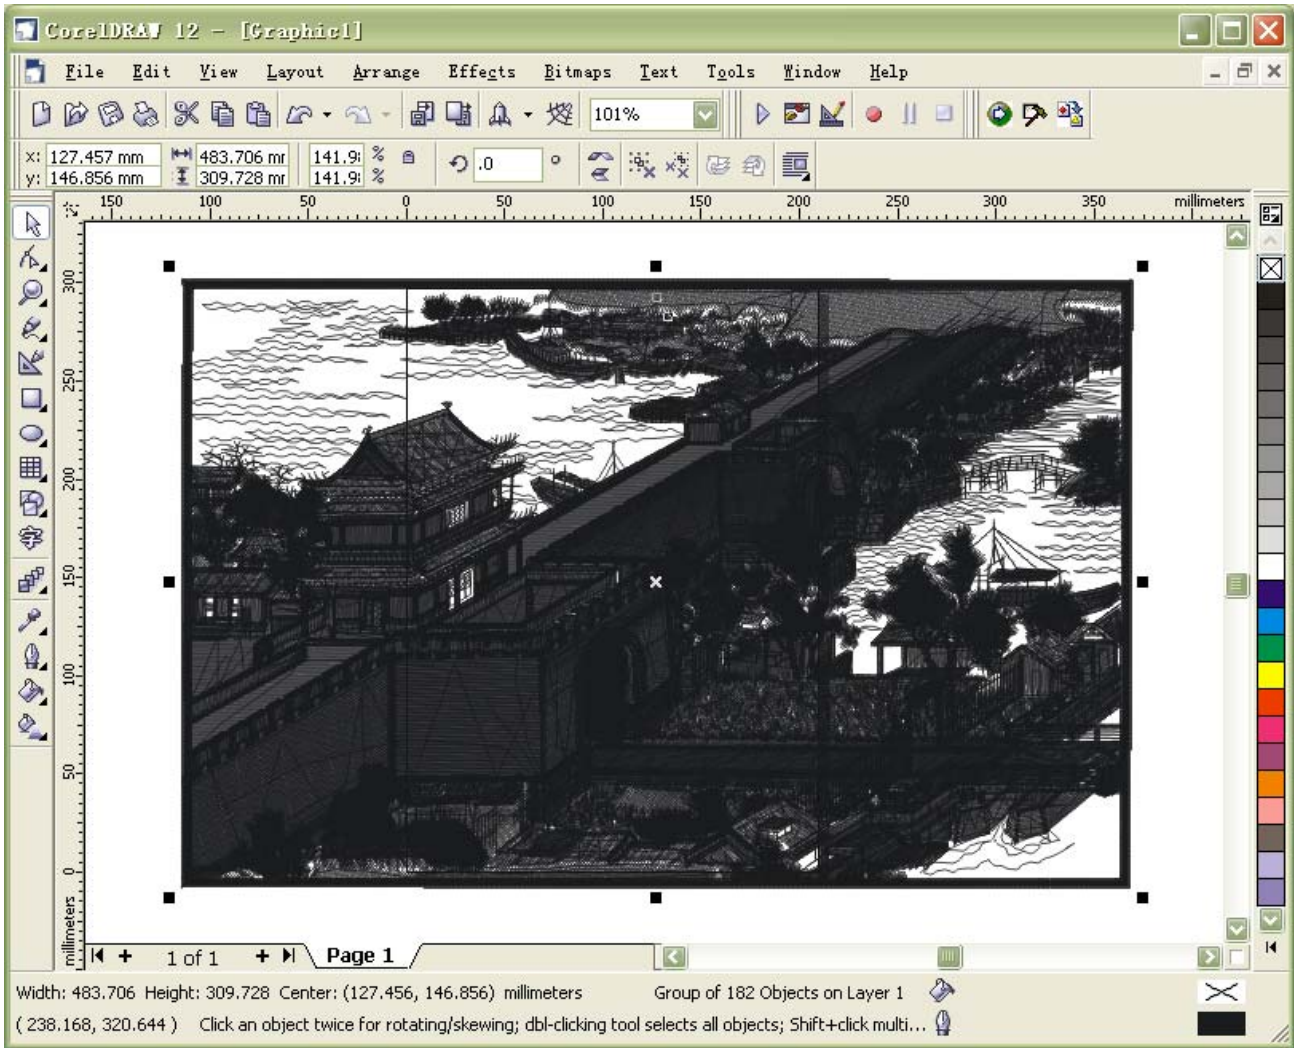 CorelDRAW 12 - [Graphic1]
File Edit View Layout Arrange Effects Bitmaps Text Tools Window Help
101%
x: 127.457 mm 483.706 mr 141.9 % .0 °
y: 146.856 mm 309.728 mr 141.9 %
150 100 50 0 50 100 150 200 250 300 350 millimeters
300
250
200
150
100
50
0
millimeters
字
1 of 1 Page 1
Width: 483.706 Height: 309.728 Center: (127.456, 146.856) millimeters Group of 182 Objects on Layer 1
( 238.168, 320.644 ) Click an object twice for rotating/skewing; dbl-clicking tool selects all objects; Shift+click multi...